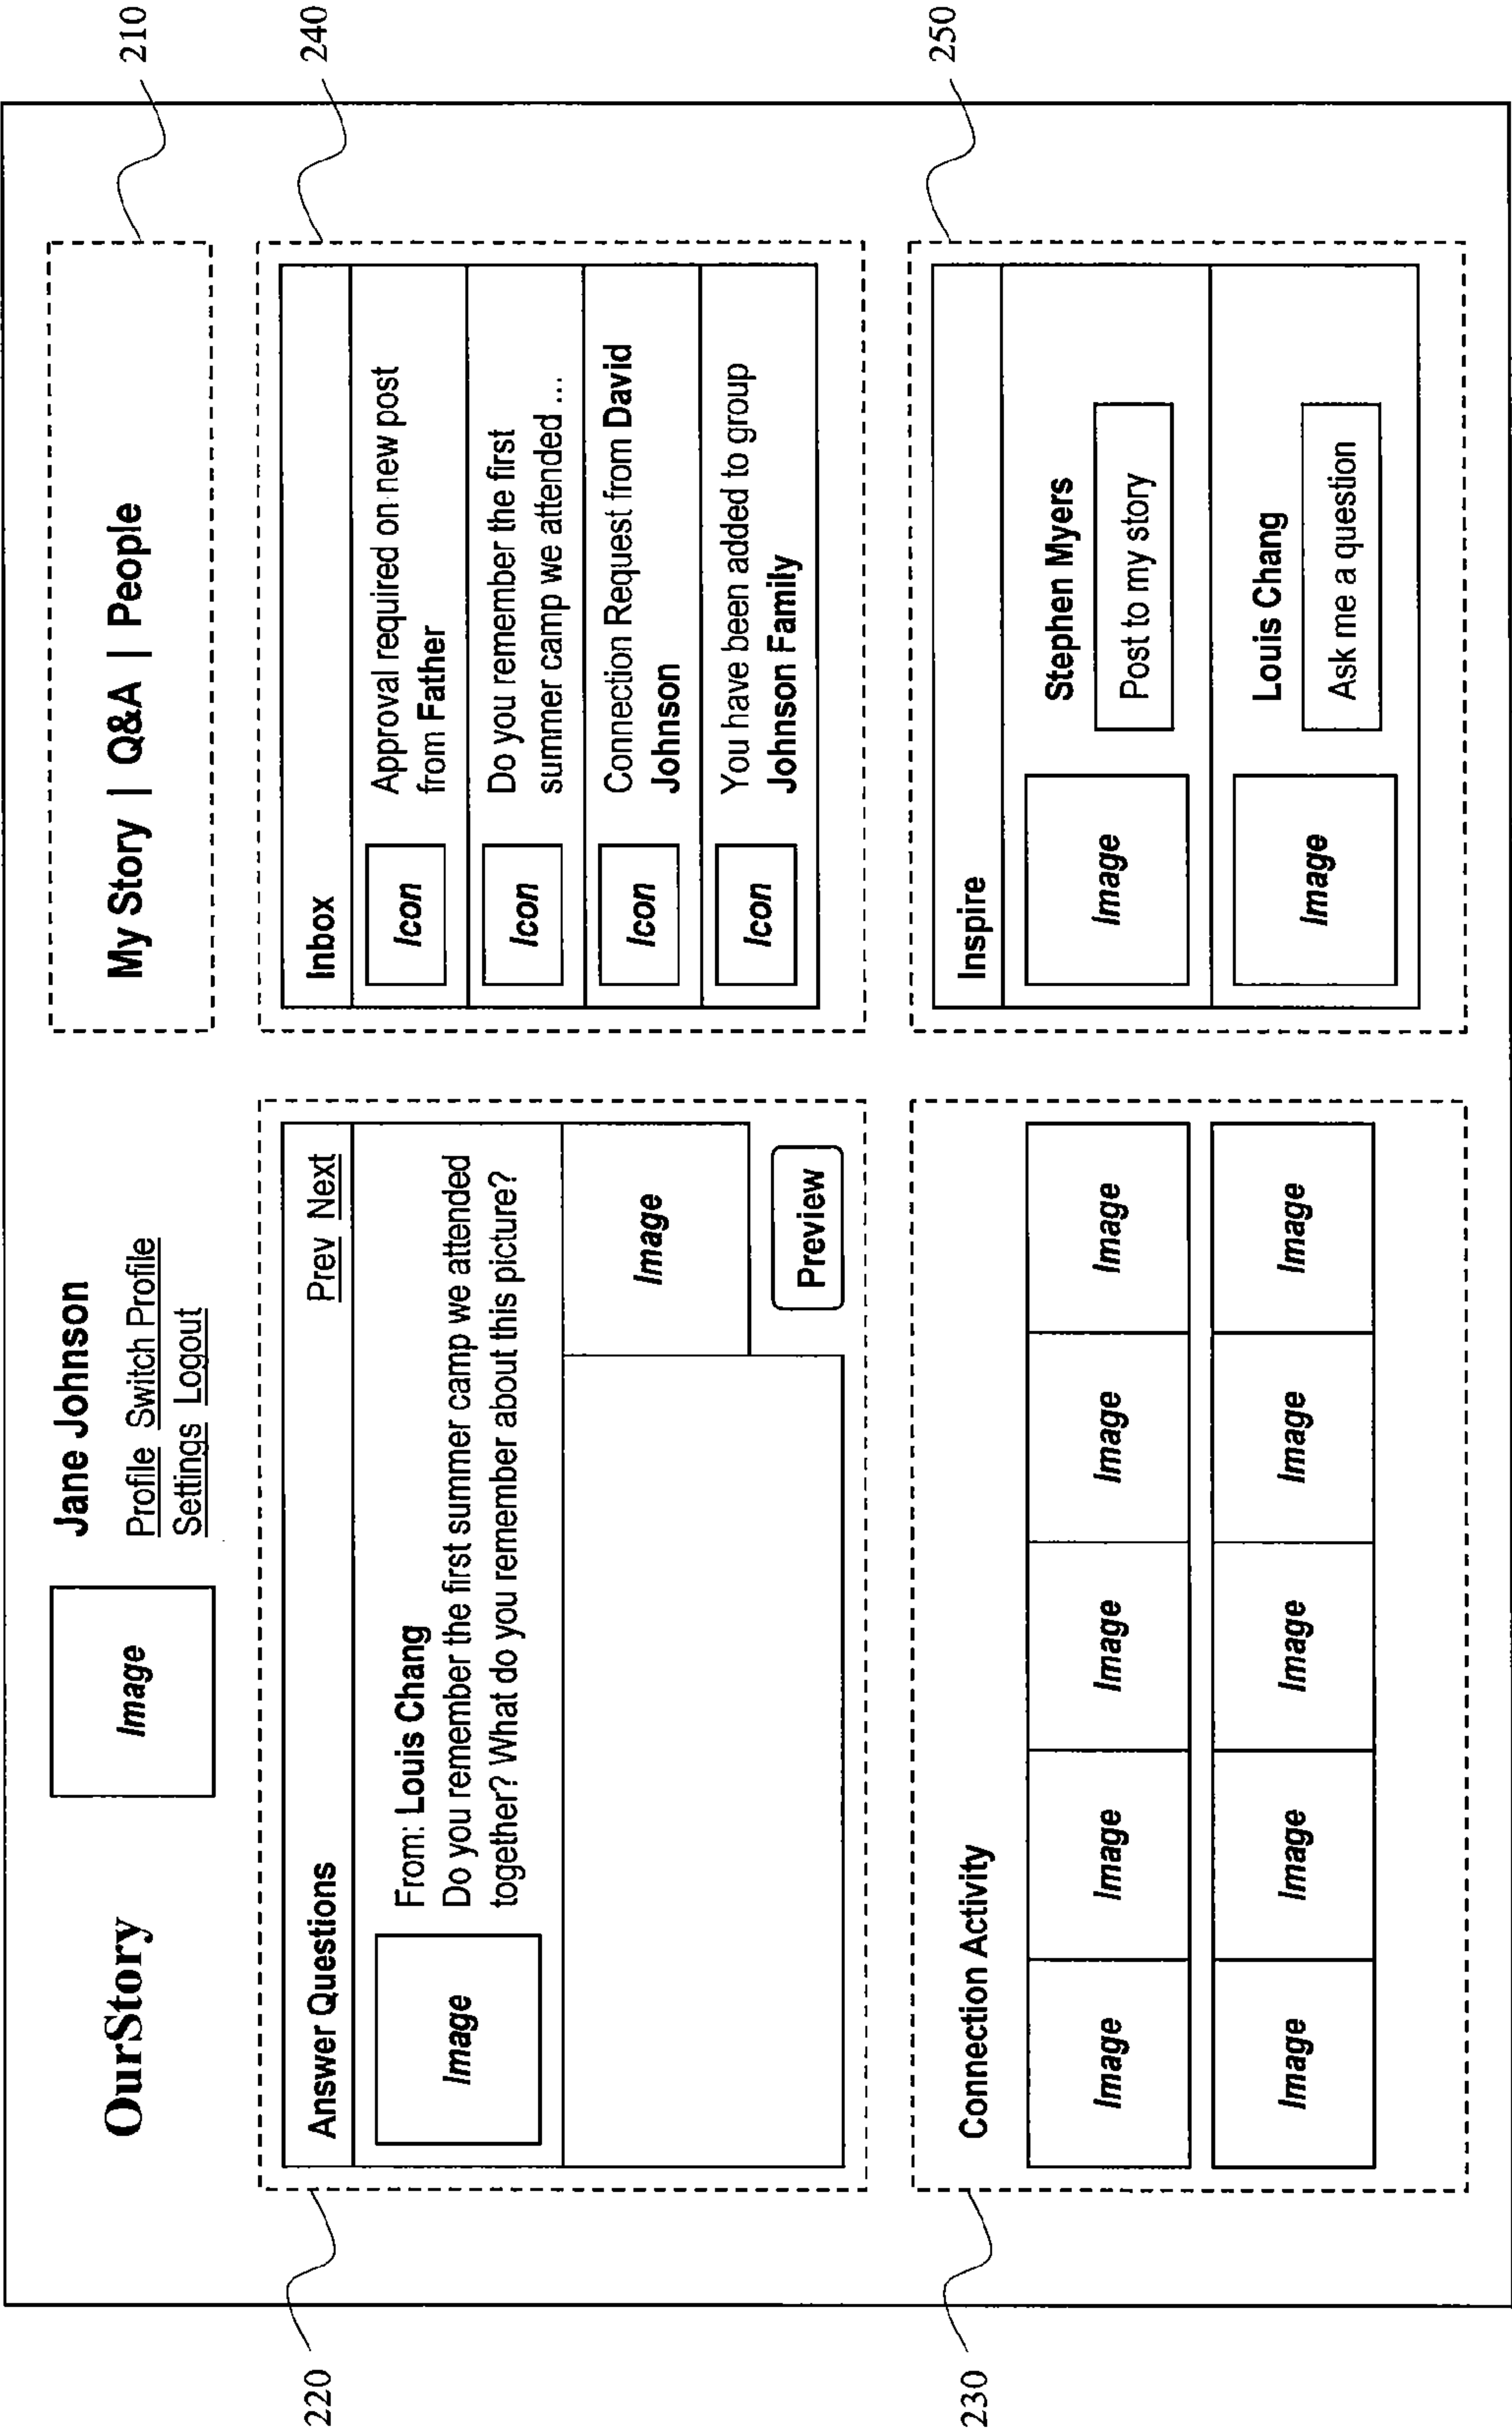 OurStory
Image
Jane Johnson
Profile Switch Profile
Settings Logout
My Story | Q&A | People
210
220
Answer Questions
Prev Next
Image
From: Louis Chang
Do you remember the first summer camp we attended
together? What do you remember about this picture?
Image
Preview
240
Inbox
Icon
Approval required on new post
from Father
Icon
Do you remember the first
summer camp we attended ...
Icon
Connection Request from David
Johnson
Icon
You have been added to group
Johnson Family
230
Connection Activity
Image Image Image Image Image
Image Image Image Image Image
250
Inspire
Image
Stephen Myers
Post to my story
Image
Louis Chang
Ask me a question